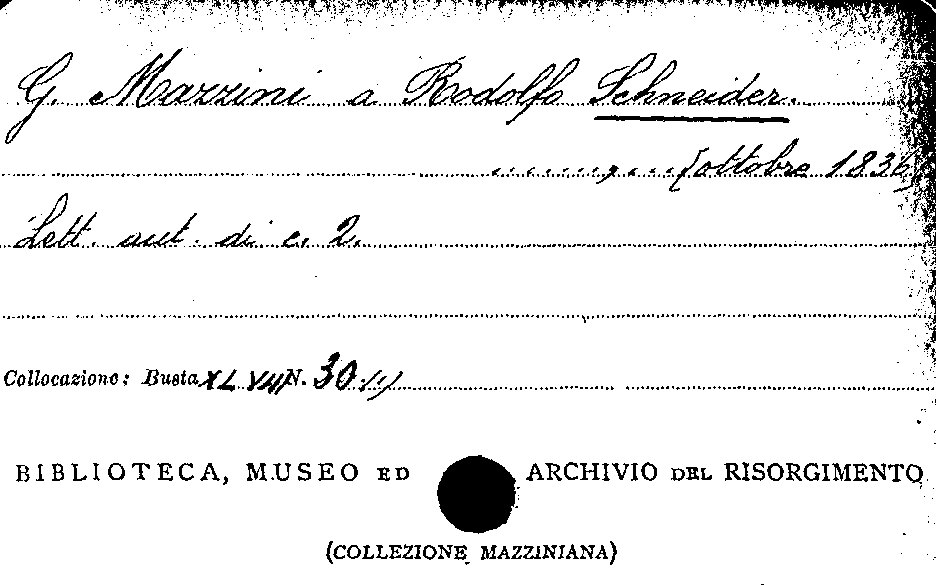 G. Mazzini a Rodolfo Schneider.
......, ... [ottobre 1836]
Lett. aut. di c. 2.
Collocazione: Busta XLVIII N. 30
BIBLIOTECA, MUSEO ED ARCHIVIO DEL RISORGIMENTO
(COLLEZIONE MAZZINIANA)